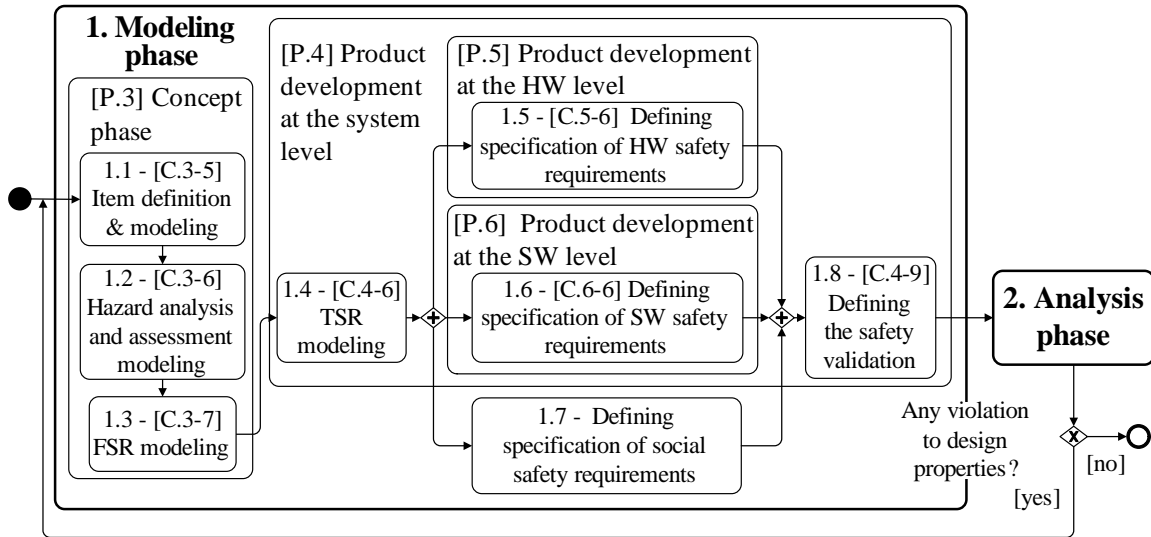 1. Modeling
phase
[P.3] Concept
phase
1.1 - [C.3-5]
Item definition
& modeling
1.2 - [C.3-6]
Hazard analysis
and assessment
modeling
1.3 - [C.3-7]
FSR modeling
[P.4] Product
development
at the system
level
1.4 - [C.4-6]
TSR
modeling
[P.5] Product development
at the HW level
1.5 - [C.5-6] Defining
specification of HW safety
requirements
[P.6] Product development
at the SW level
1.6 - [C.6-6] Defining
specification of SW safety
requirements
1.7 - Defining
specification of social
safety requirements
1.8 - [C.4-9]
Defining
the safety
validation
2. Analysis
phase
Any violation
to design
properties?
[no]
[yes]